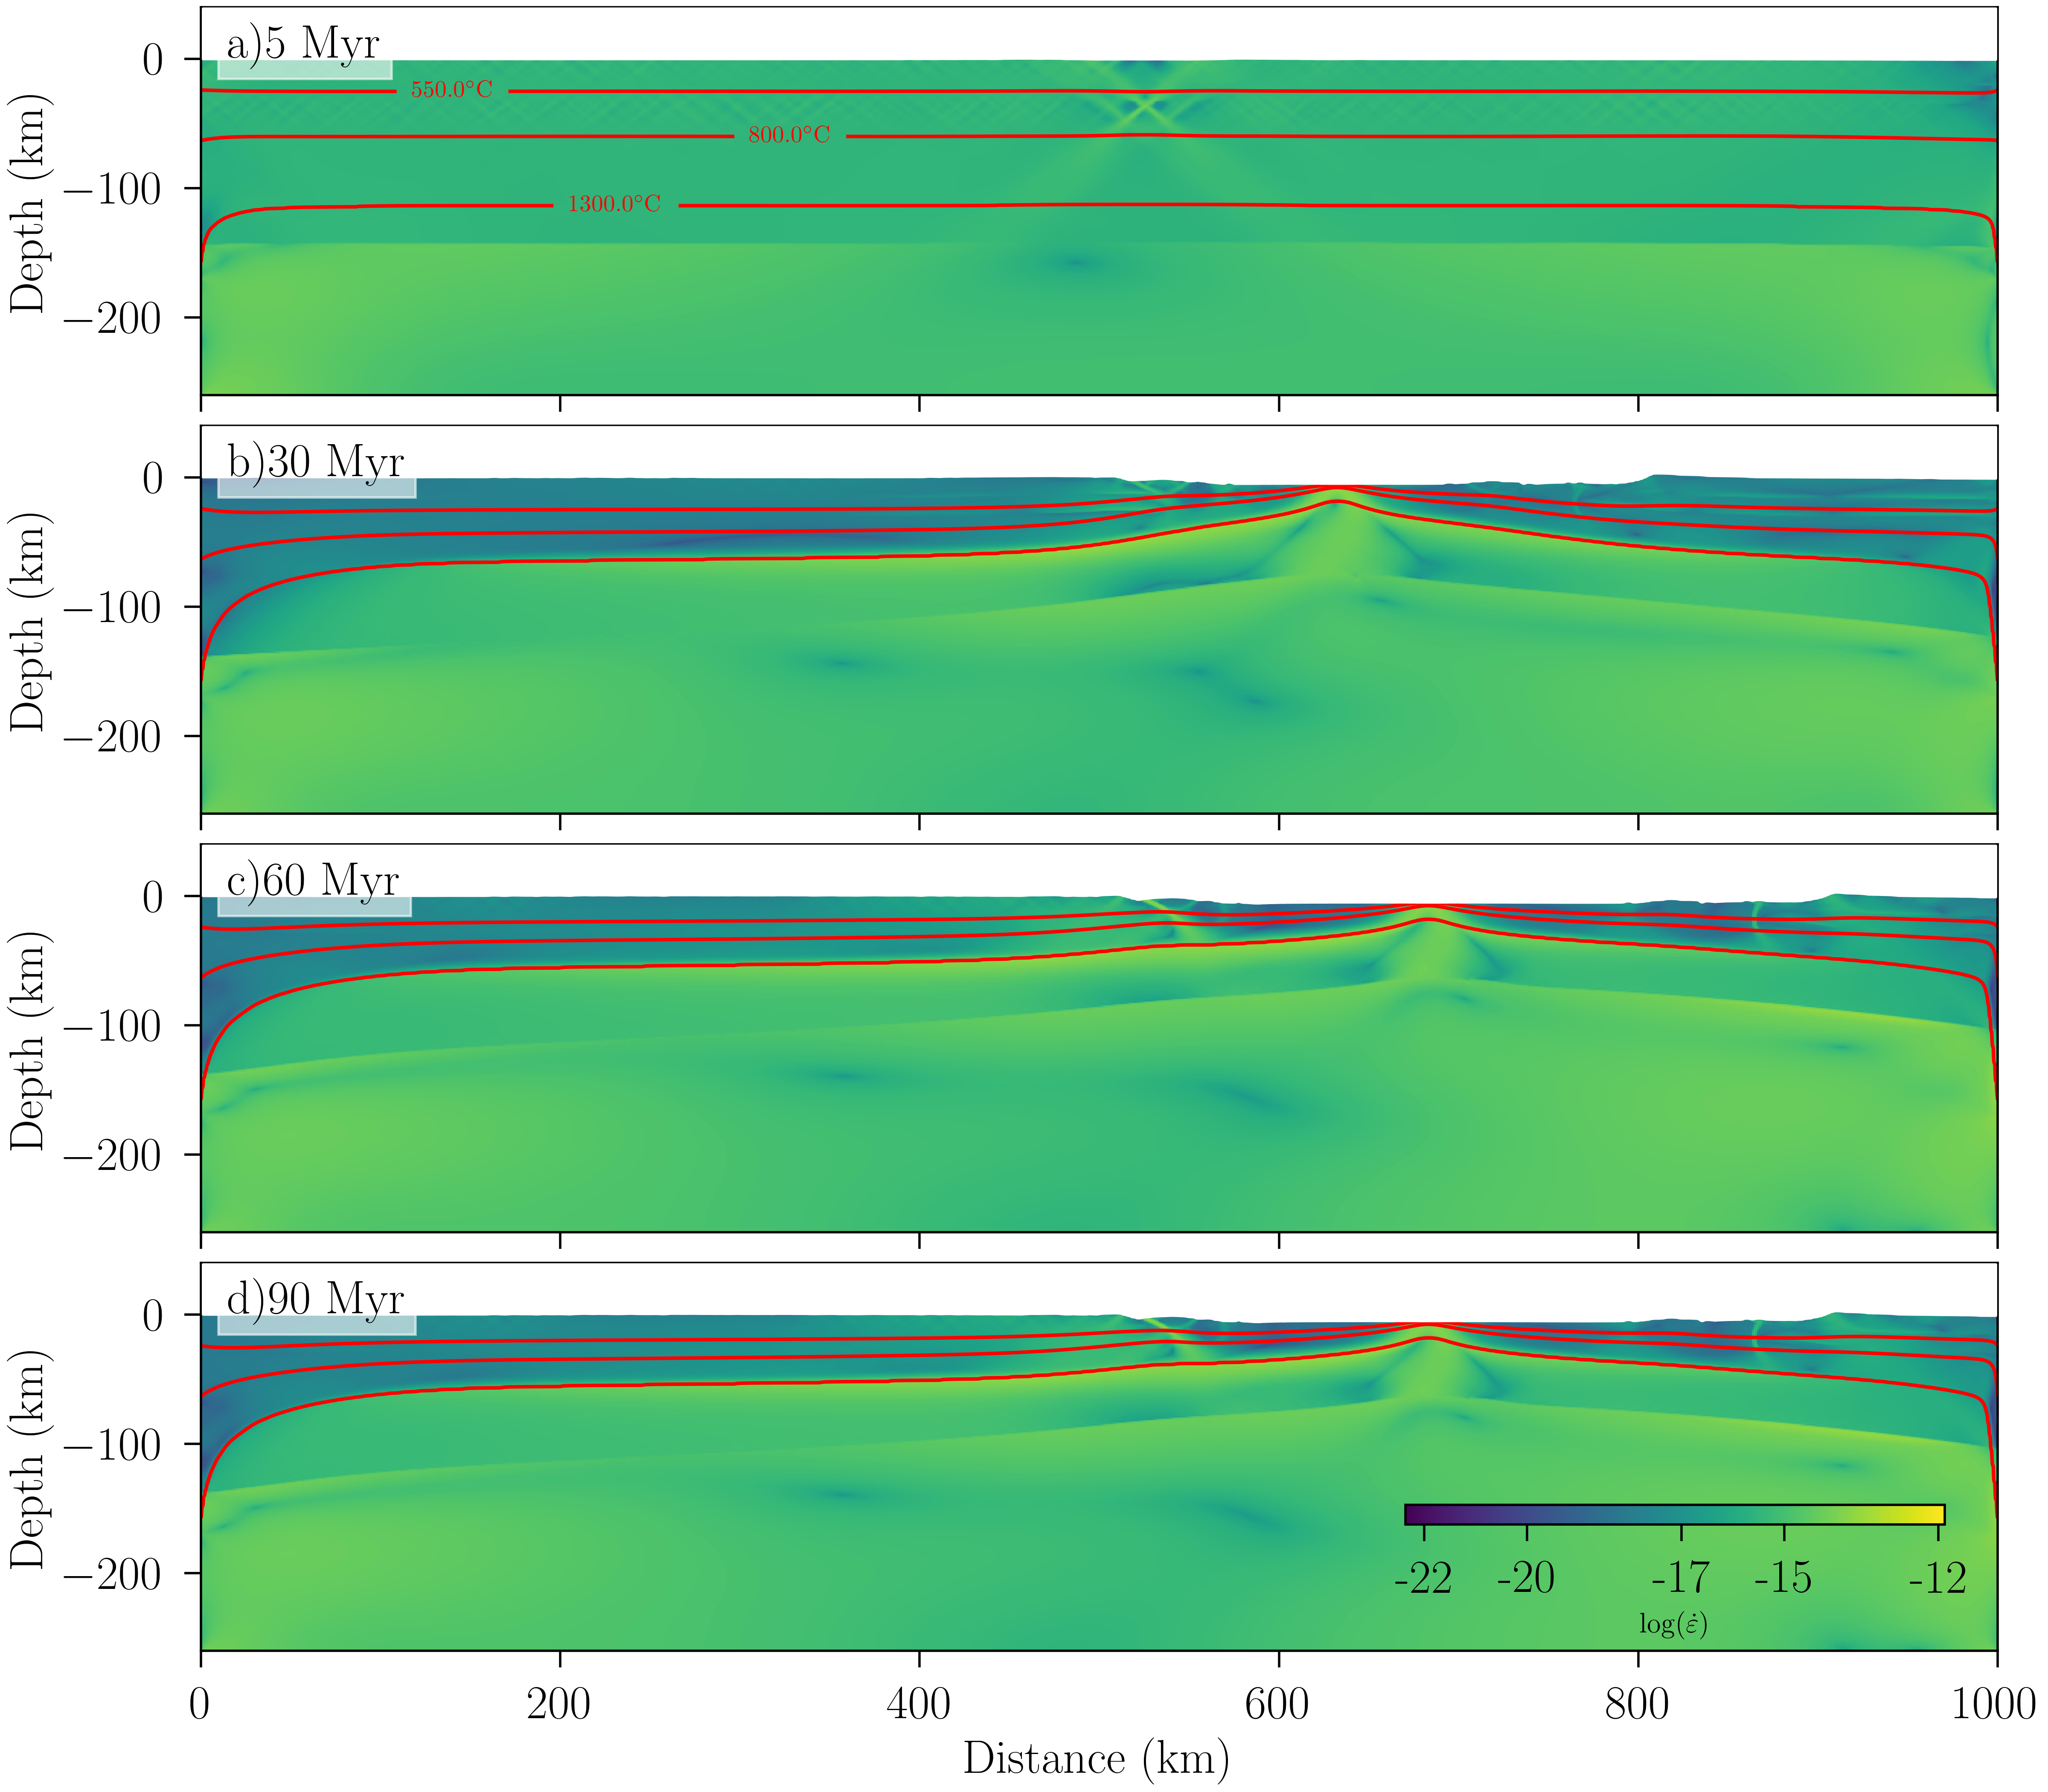 a)5 Myr
0
550.0°C
800.0°C
−100
1300.0°C
−200
Depth (km)
b)30 Myr
0
−100
−200
Depth (km)
c)60 Myr
0
−100
−200
Depth (km)
d)90 Myr
0
−100
−200
Depth (km)
-22 -20 -17 -15 -12
log(ε̇)
0 200 400 600 800 1000
Distance (km)